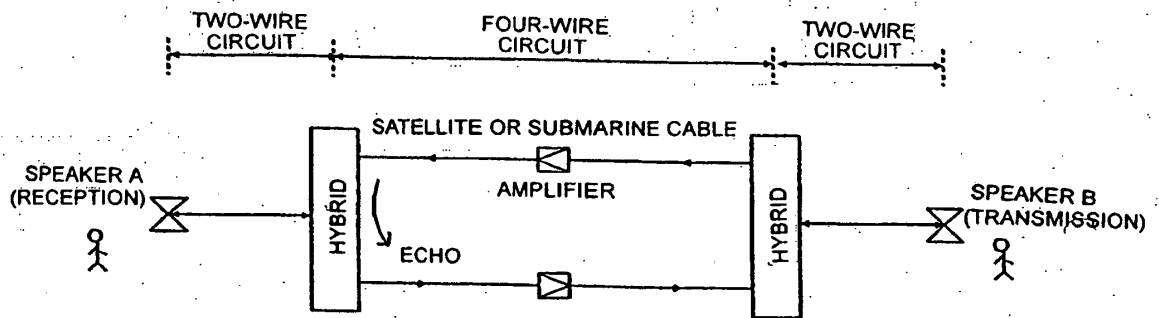 TWO-WIRE
CIRCUIT
FOUR-WIRE
CIRCUIT
TWO-WIRE
CIRCUIT
SATELLITE OR SUBMARINE CABLE
SPEAKER A
(RECEPTION)
HYBRID
AMPLIFIER
HYBRID
SPEAKER B
(TRANSMISSION)
ECHO